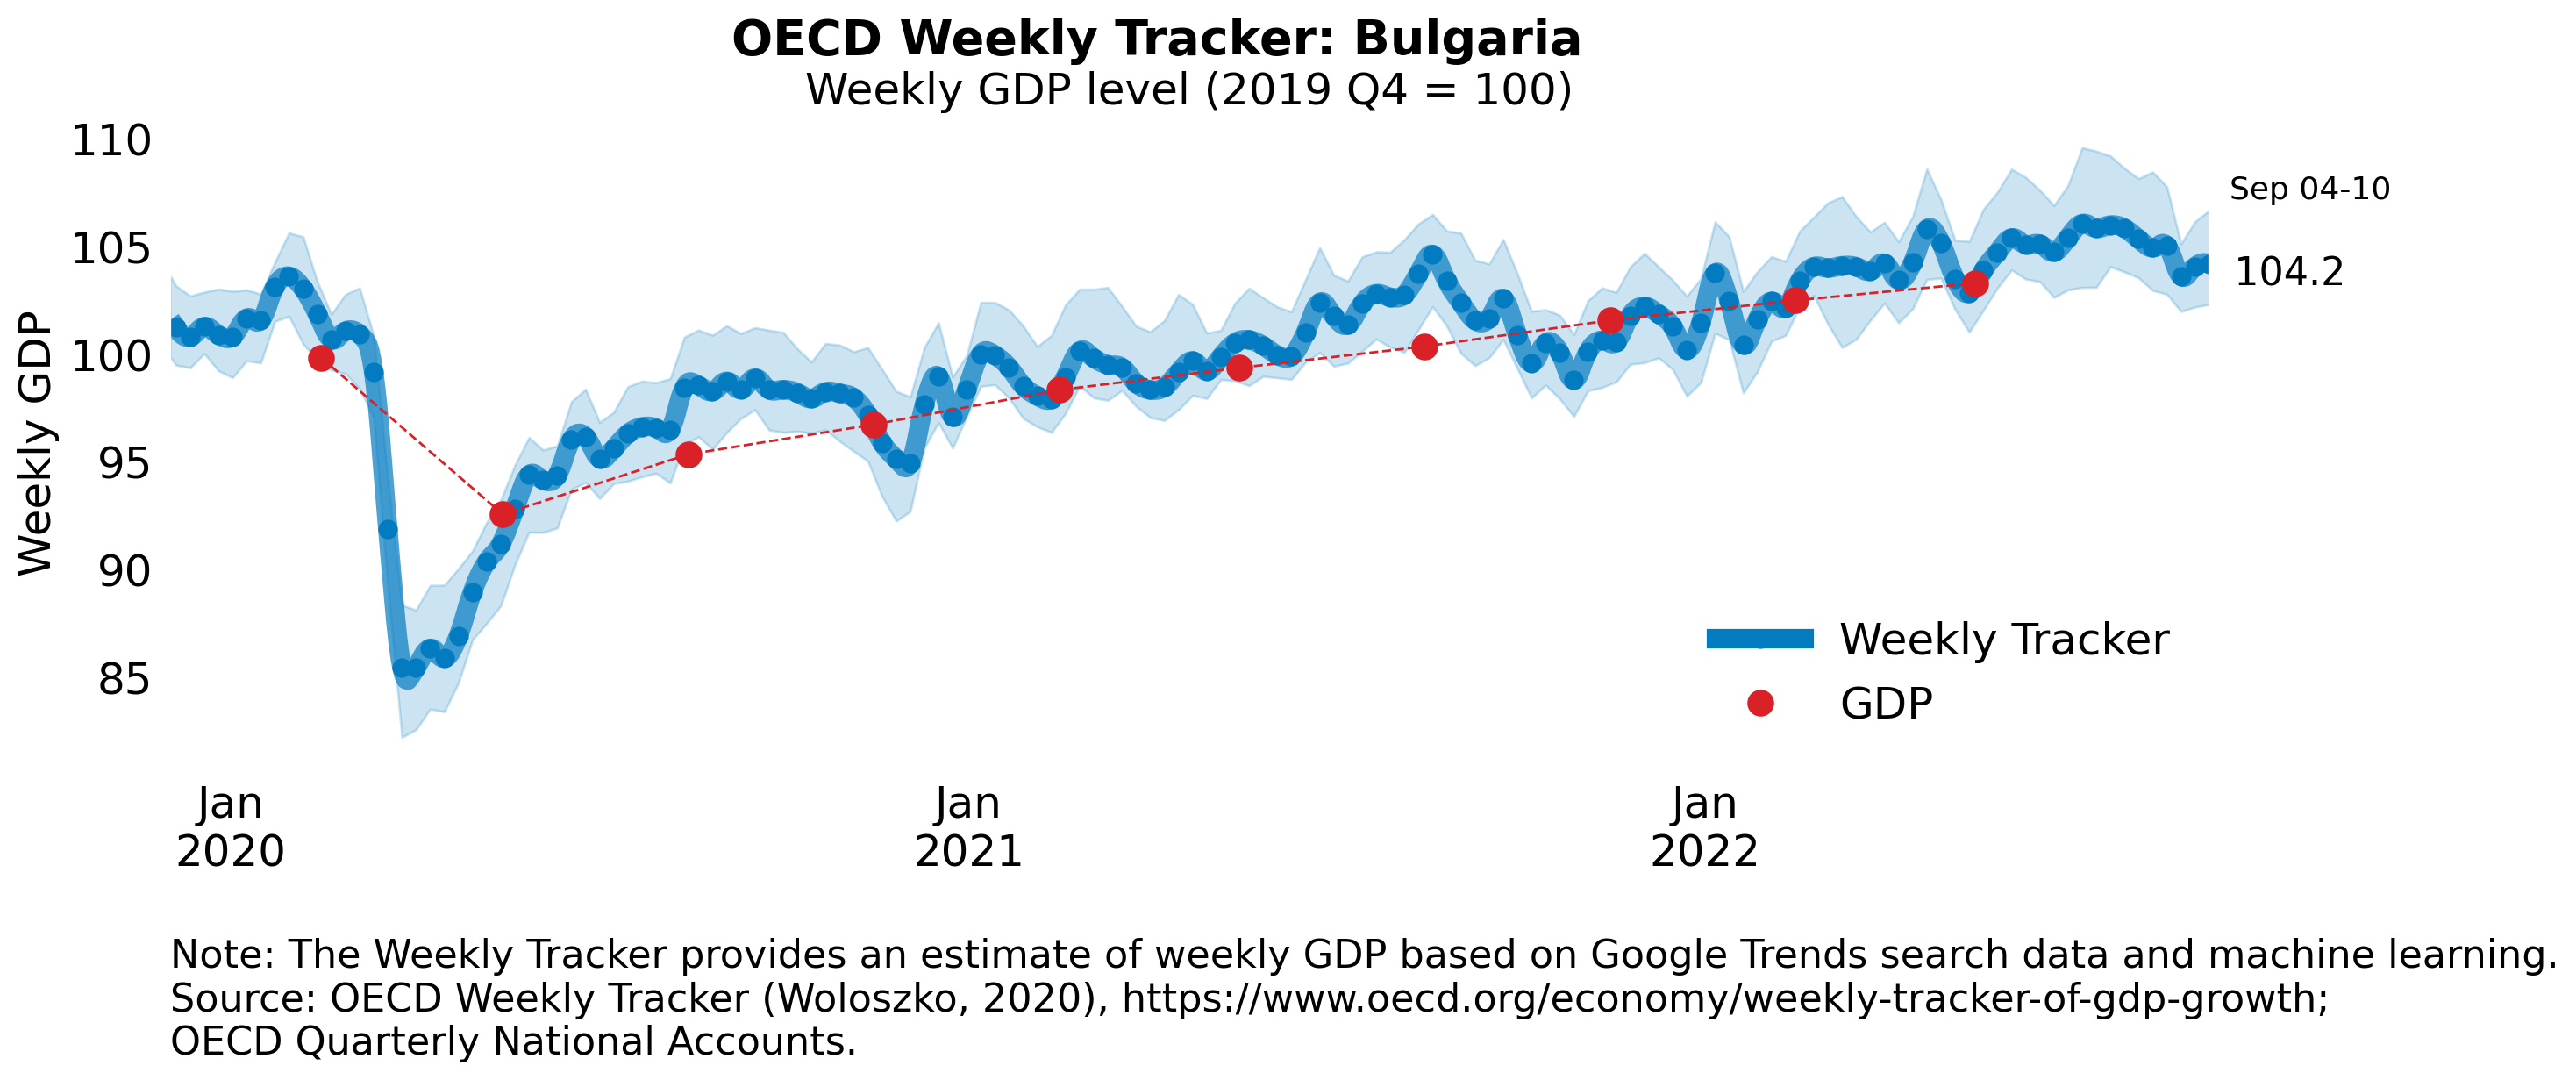 OECD Weekly Tracker: Bulgaria
Weekly GDP level (2019 Q4 = 100)
110
105
100
95
90
85
Weekly GDP
Sep 04-10
104.2
Weekly Tracker
GDP
Jan
2020
Jan
2021
Jan
2022
Note: The Weekly Tracker provides an estimate of weekly GDP based on Google Trends search data and machine learning.
Source: OECD Weekly Tracker (Woloszko, 2020), https://www.oecd.org/economy/weekly-tracker-of-gdp-growth;
OECD Quarterly National Accounts.